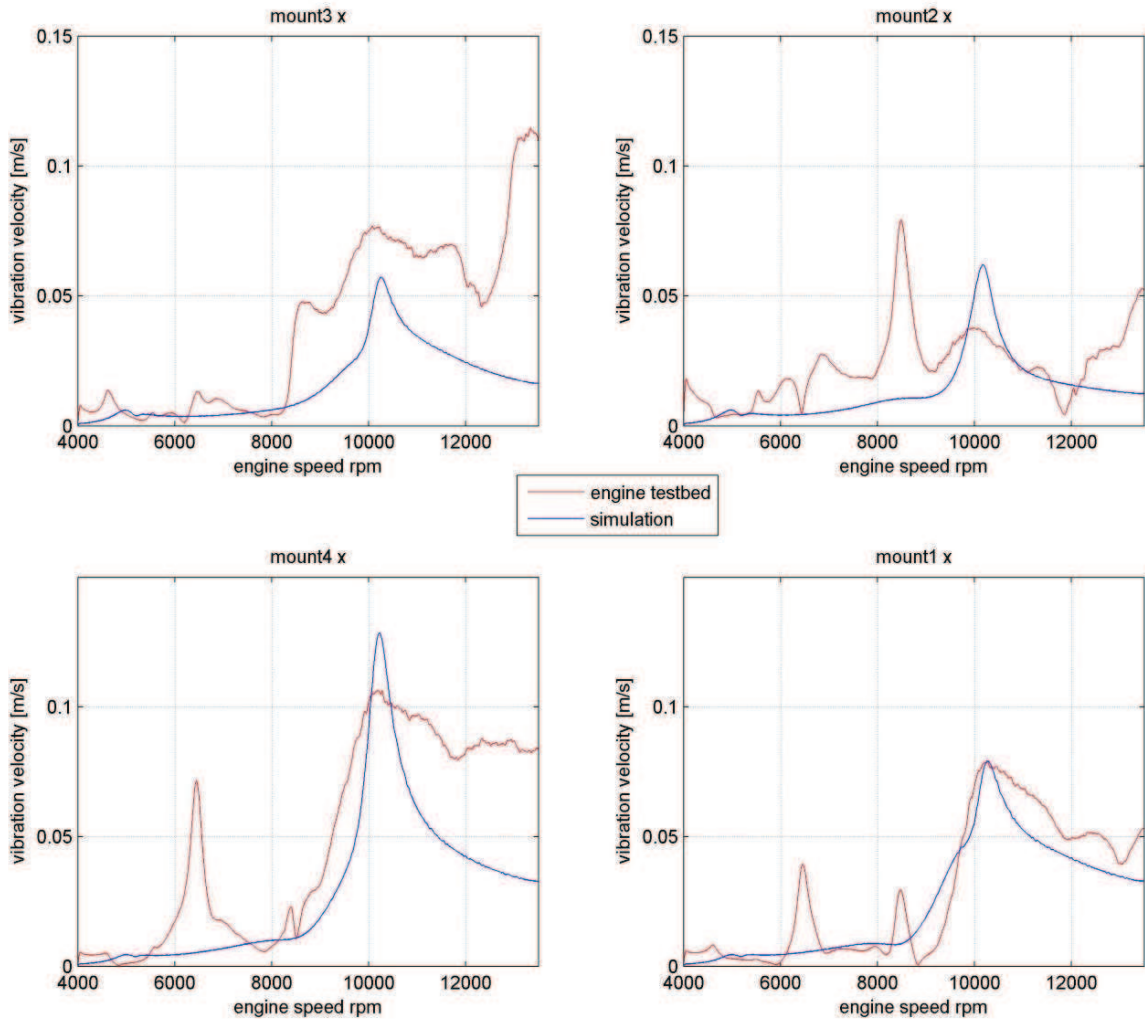 mount3 x
0.15
0.1
0.05
0
vibration velocity [m/s]
4000 6000 8000 10000 12000
engine speed rpm
mount2 x
0.15
0.1
0.05
0
vibration velocity [m/s]
4000 6000 8000 10000 12000
engine speed rpm
engine testbed
simulation
mount4 x
0.1
0.05
0
vibration velocity [m/s]
4000 6000 8000 10000 12000
engine speed rpm
mount1 x
0.1
0.05
0
vibration velocity [m/s]
4000 6000 8000 10000 12000
engine speed rpm